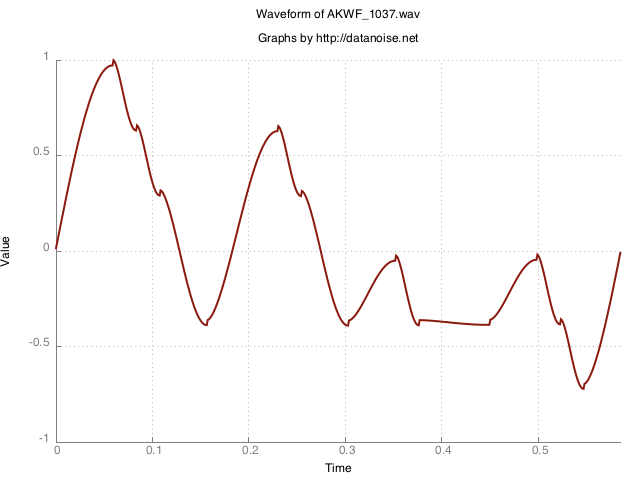 Waveform of AKWF_1037.wav
Graphs by http://datanoise.net
1
0.5
0
-0.5
-1
Value
0 0.1 0.2 0.3 0.4 0.5
Time